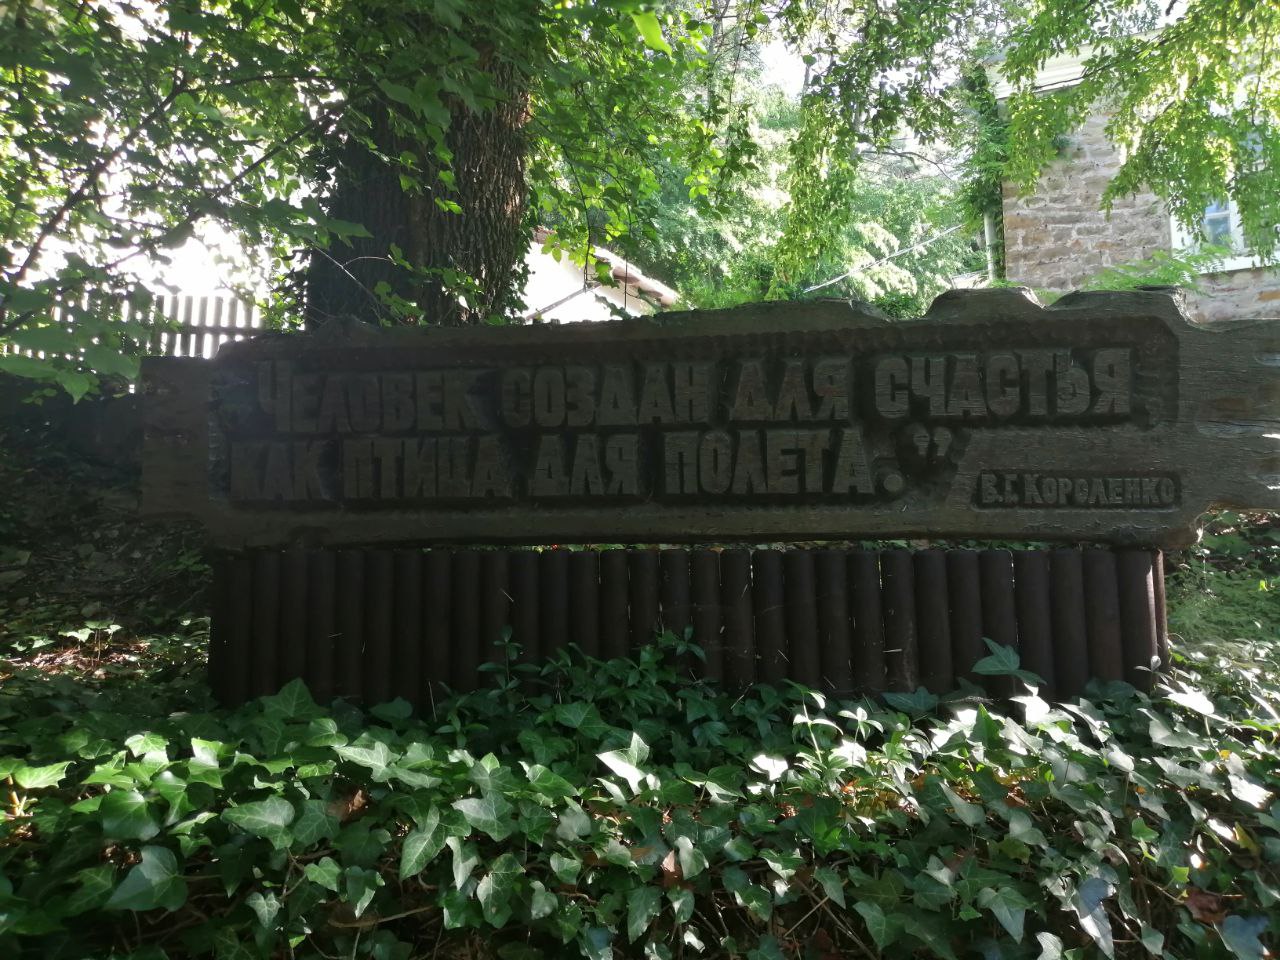 ЧЕЛОВЕК СОЗДАН ДЛЯ СЧАСТЬЯ
КАК ПТИЦА ДЛЯ ПОЛЕТА."
В.Г. КОРОЛЕНКО